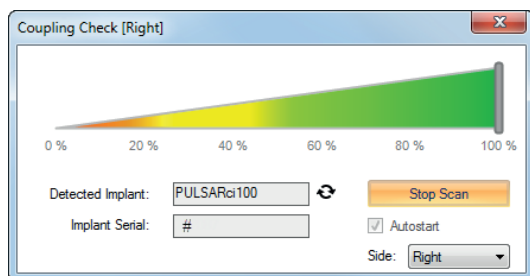 Coupling Check [Right]
0 % 20 % 40 % 60 % 80 % 100 %
Detected Implant: PULSARci100 Stop Scan
Implant Serial: # Autostart
Side: Right